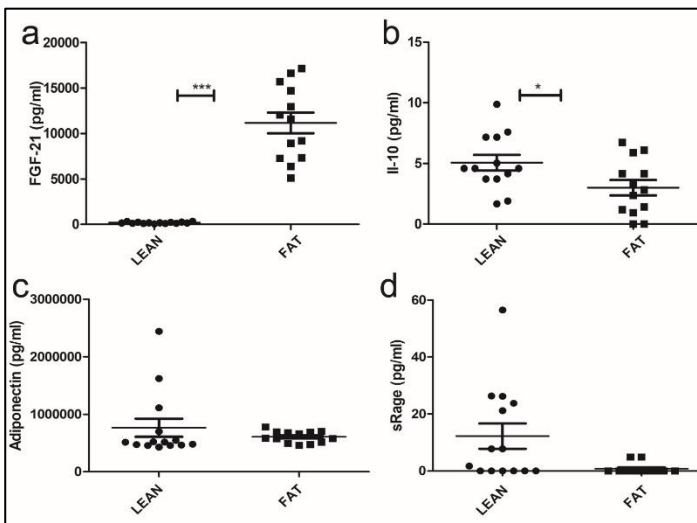 a
FGF-21 (pg/ml)
20000
15000
10000
5000
0
***
LEAN
FAT
b
Il-10 (pg/ml)
15
10
5
0
*
LEAN
FAT
c
Adiponectin (pg/ml)
3000000
2000000
1000000
0
LEAN
FAT
d
sRage (pg/ml)
60
40
20
0
LEAN
FAT